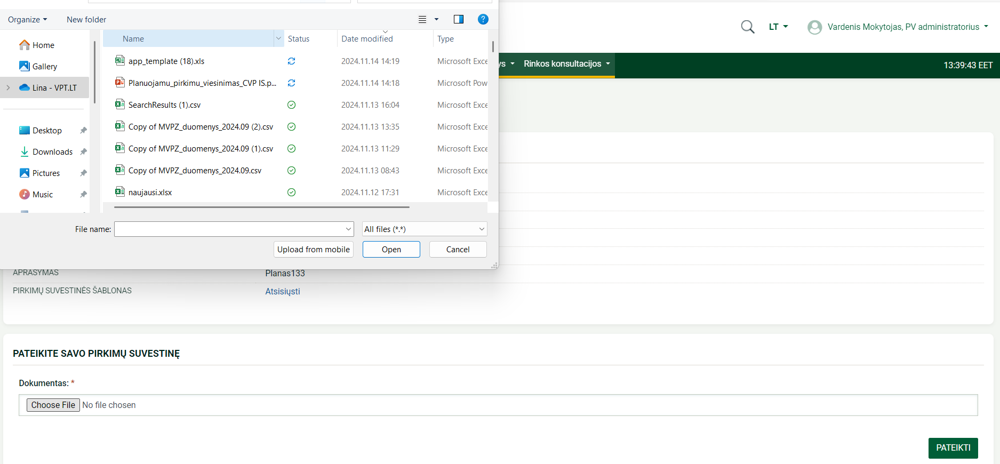 Organize
New folder
Name
Status
Date modified
Type
Home
Gallery
Lina - VPT.LT
Desktop
Downloads
Pictures
Music
app_template (18).xls
2024.11.14 14:19
Microsoft Exce
Planuojamu_pirkimu_viesinimas_CVP IS.p...
2024.11.14 14:18
Microsoft Pow
SearchResults (1).csv
2024.11.13 16:04
Microsoft Exce
Copy of MVPZ_duomenys_2024.09 (2).csv
2024.11.13 13:35
Microsoft Exce
Copy of MVPZ_duomenys_2024.09 (1).csv
2024.11.13 11:29
Microsoft Exce
Copy of MVPZ_duomenys_2024.09.csv
2024.11.13 08:43
Microsoft Exce
naujausi.xlsx
2024.11.12 17:31
Microsoft Exce
File name:
All files (*.*)
Upload from mobile
Open
Cancel
LT
Vardenis Mokytojas, PV administratorius
ys
Rinkos konsultacijos
13:39:43 EET
APRAŠYMAS
Planas133
PIRKIMŲ SUVESTINĖS ŠABLONAS
Atsisiųsti
PATEIKITE SAVO PIRKIMŲ SUVESTINĘ
Dokumentas: *
Choose File No file chosen
PATEIKTI